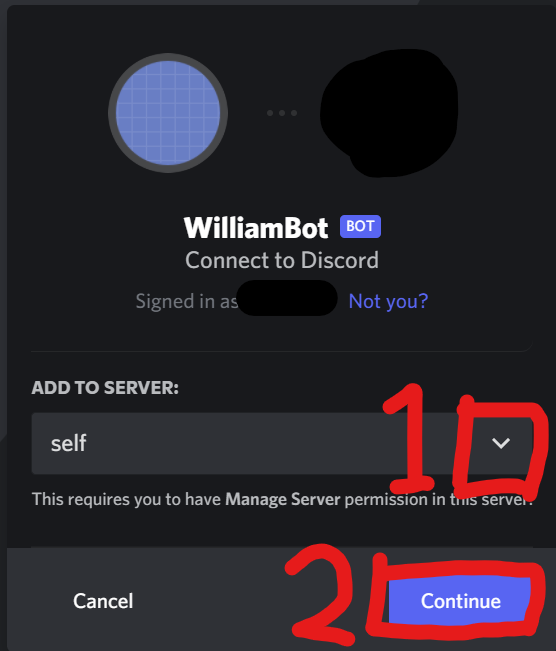 WilliamBot BOT
Connect to Discord
Signed in as Not you?
ADD TO SERVER:
self
1
This requires you to have Manage Server permission in this server.
2
Cancel Continue